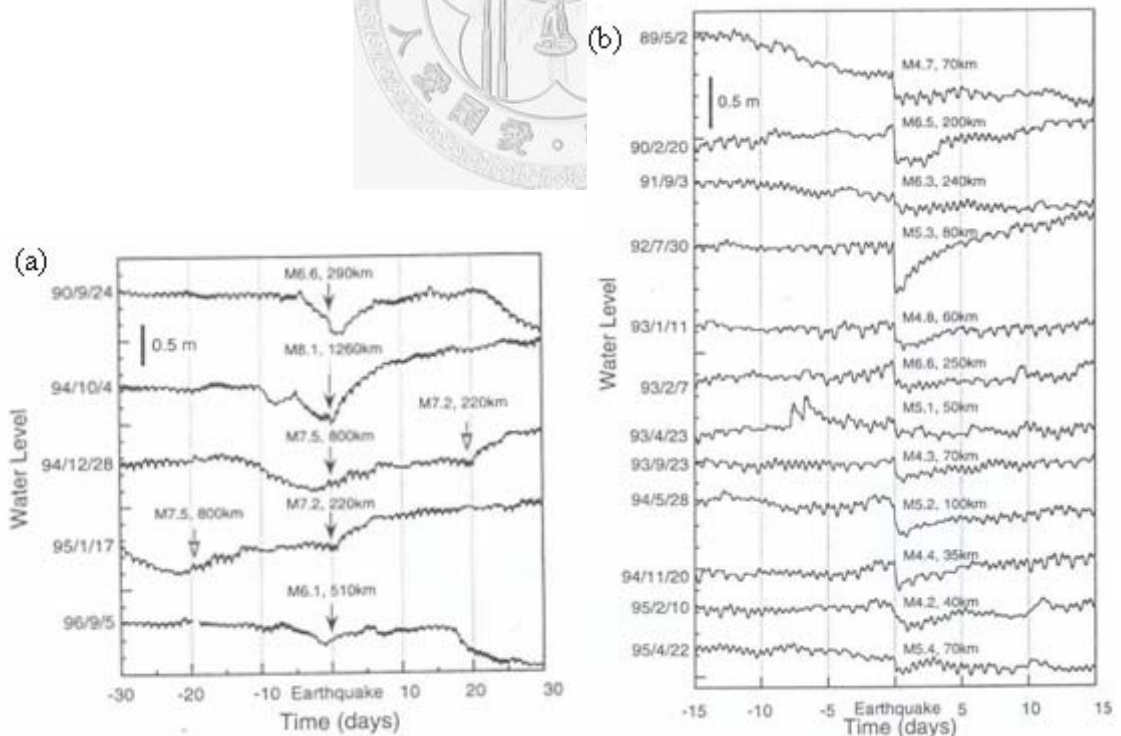 (b)
89/5/2
M4.7, 70km
0.5 m
M6.5, 200km
90/2/20
91/9/3
M6.3, 240km
92/7/30
M5.3, 80km
Water Level
93/1/11
M4.8, 60km
93/2/7
M6.6, 250km
93/4/23
M5.1, 50km
93/9/23
M4.3, 70km
94/5/28
M5.2, 100km
94/11/20
M4.4, 35km
95/2/10
M4.2, 40km
95/4/22
M5.4, 70km
-15 -10 -5 Earthquake 5 10 15
Time (days)
(a)
90/9/24
M6.6, 290km
0.5 m
M8.1, 1260km
94/10/4
M7.2, 220km
M7.5, 800km
94/12/28
Water Level
M7.5, 800km
M7.2, 220km
95/1/17
M6.1, 510km
96/9/5
-30 -20 -10 Earthquake 10 20 30
Time (days)